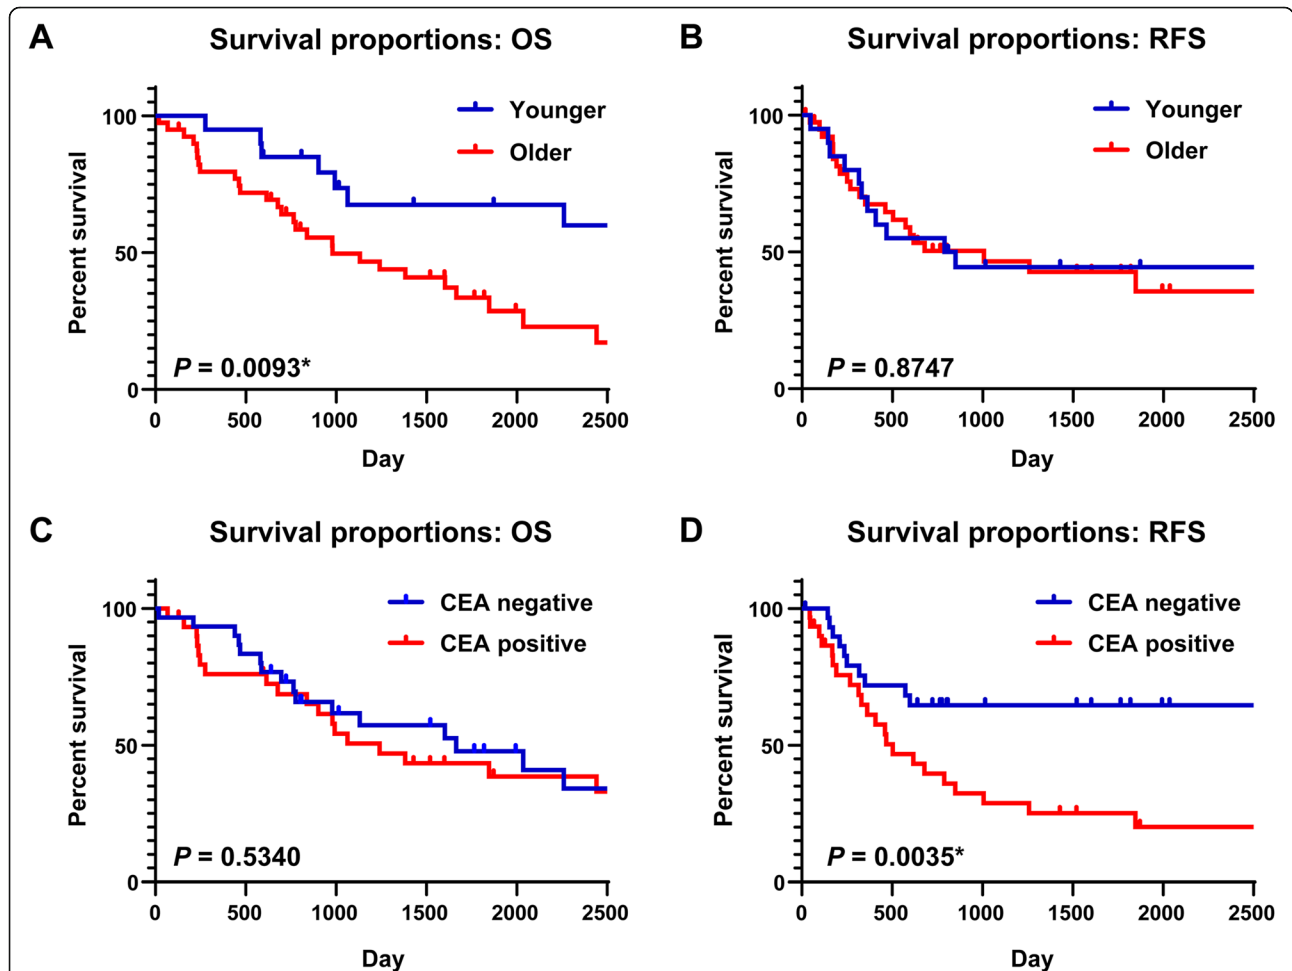 A
Survival proportions: OS
Younger
Older
Percent survival
100
50
0
P = 0.0093*
0 500 1000 1500 2000 2500
Day
B
Survival proportions: RFS
Younger
Older
Percent survival
100
50
0
P = 0.8747
0 500 1000 1500 2000 2500
Day
C
Survival proportions: OS
CEA negative
CEA positive
Percent survival
100
50
0
P = 0.5340
0 500 1000 1500 2000 2500
Day
D
Survival proportions: RFS
CEA negative
CEA positive
Percent survival
100
50
0
P = 0.0035*
0 500 1000 1500 2000 2500
Day